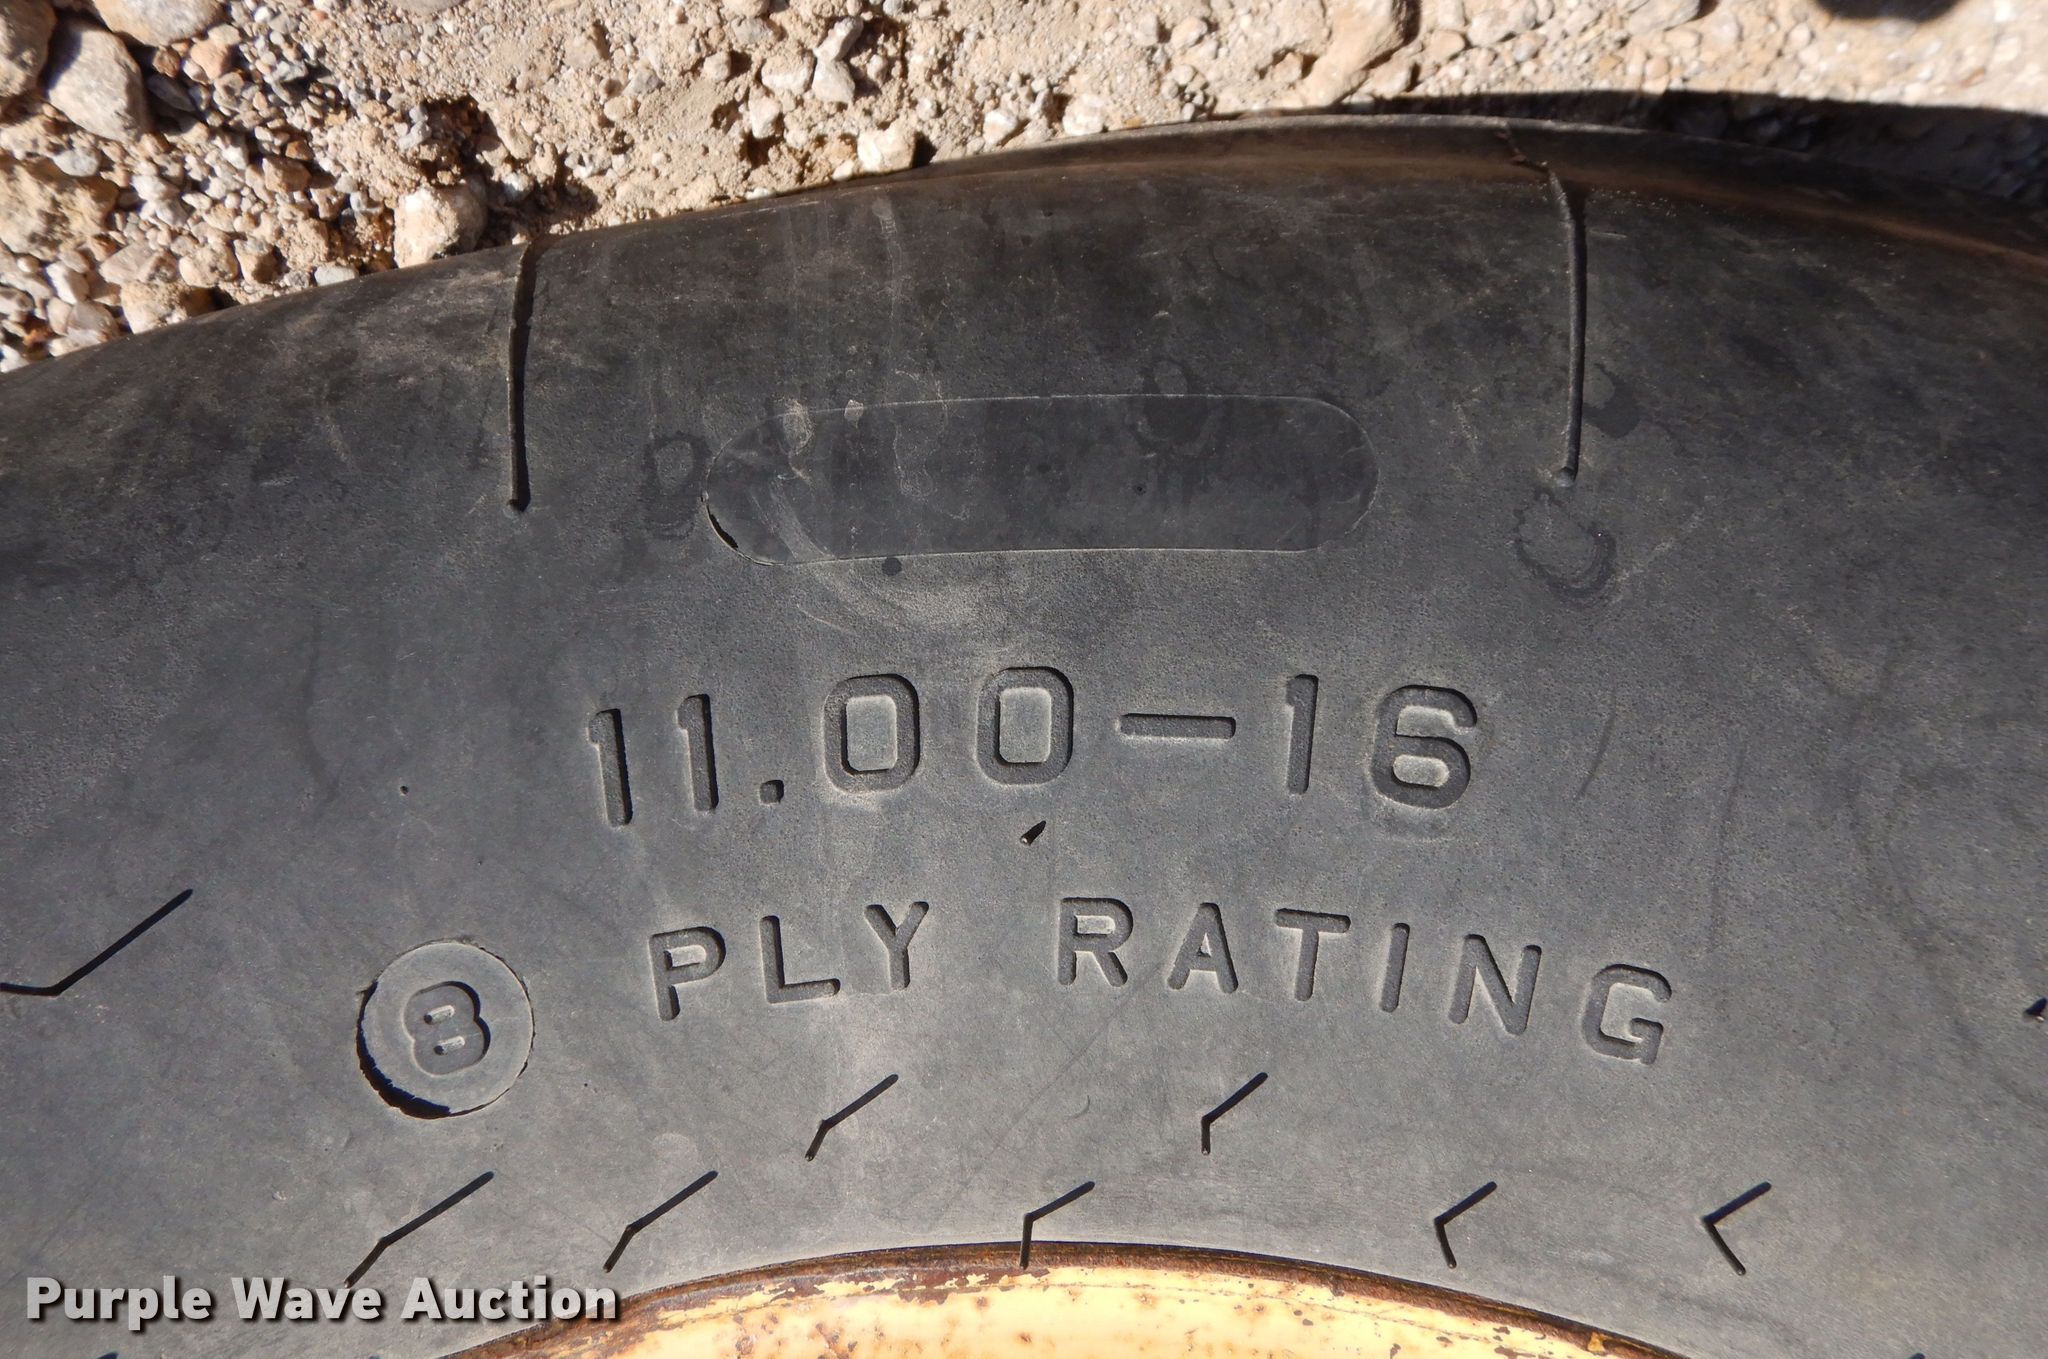 11.00-16
8 PLY RATING
Purple Wave Auction